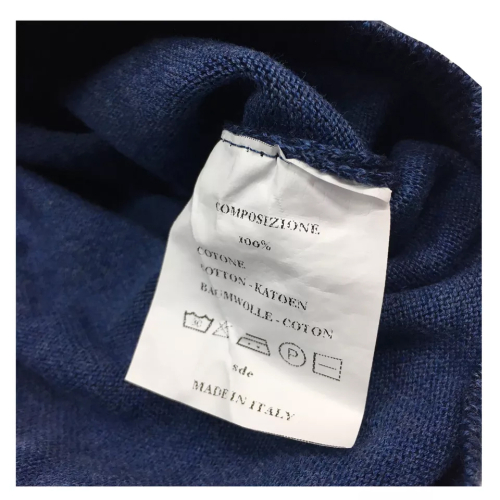 COMPOSIZIONE
100%
COTONE
COTTON - KATOEN
BAUMWOLLE - COTON
P
sde
MADE IN ITALY